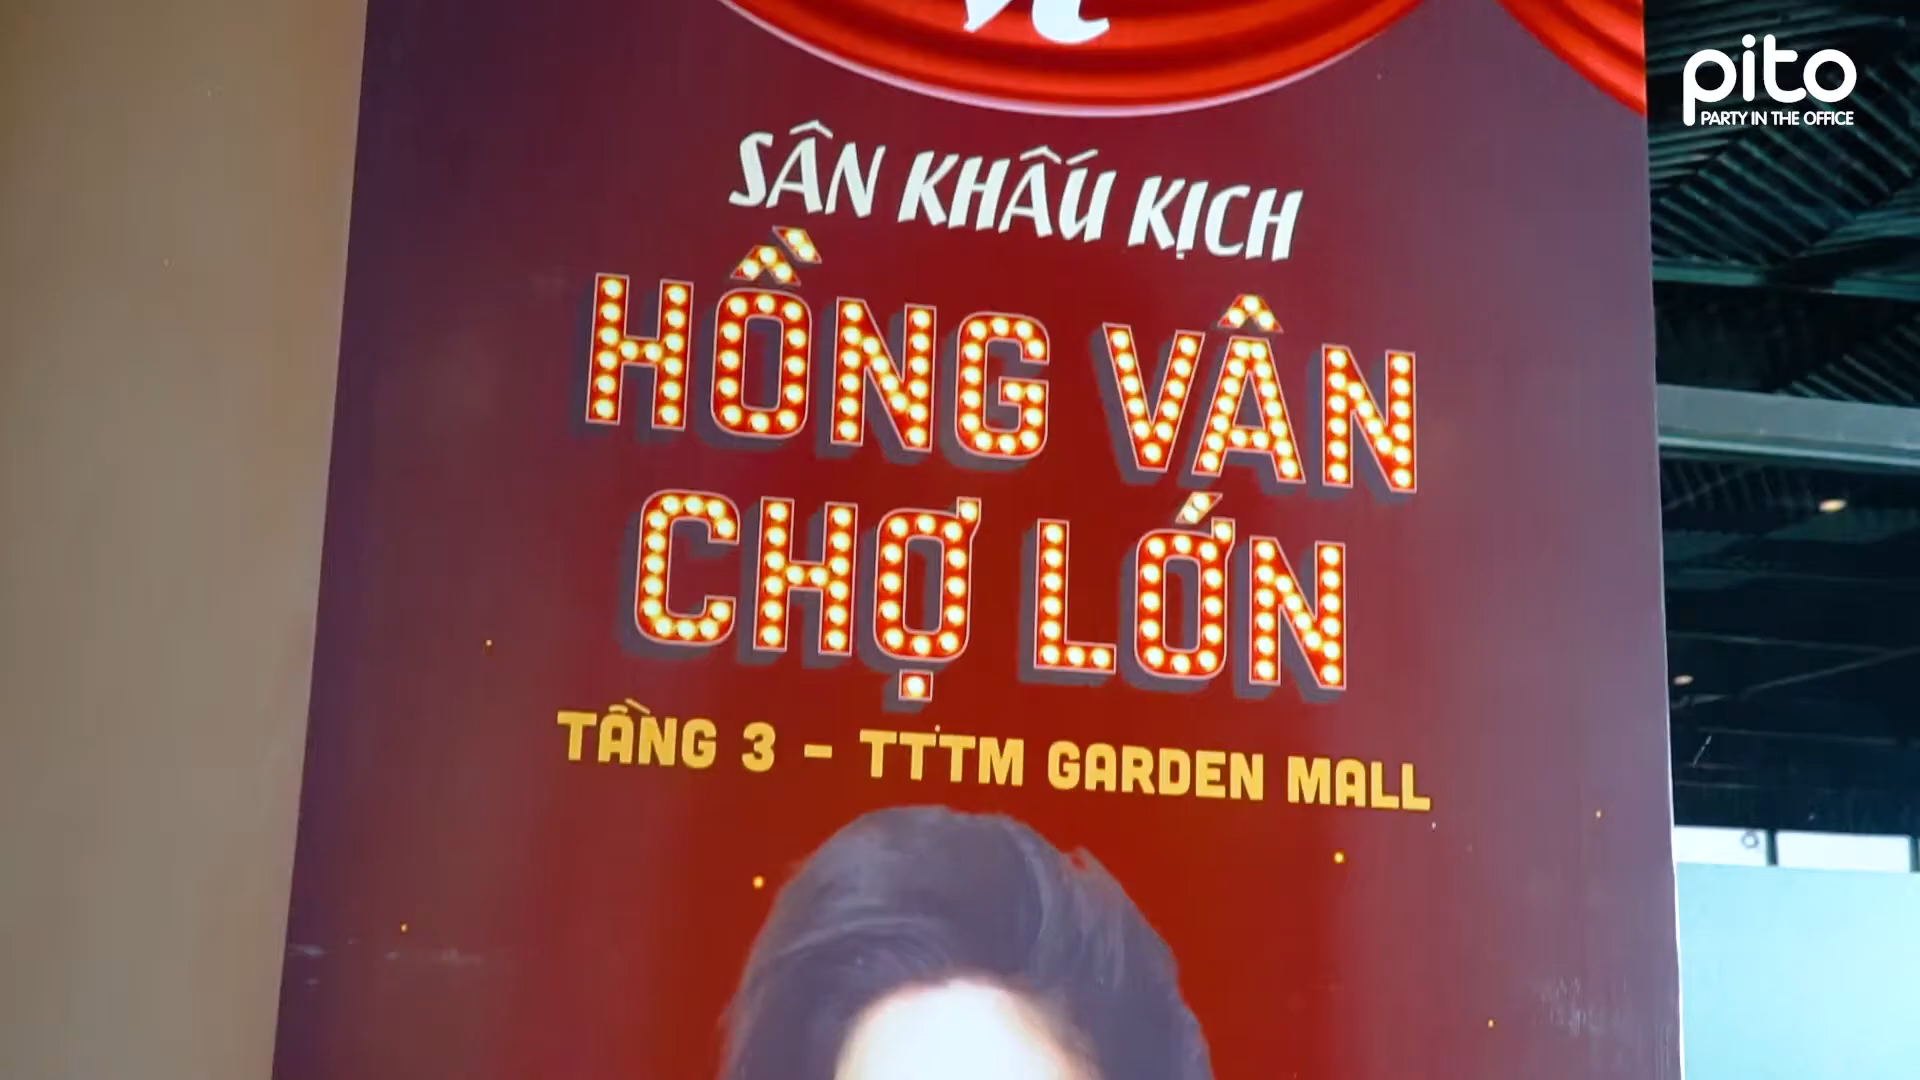 pito
PARTY IN THE OFFICE
SÂN KHẤU KỊCH
HỒNG VÂN
CHỢ LỚN
TẦNG 3 - TTTM GARDEN MALL